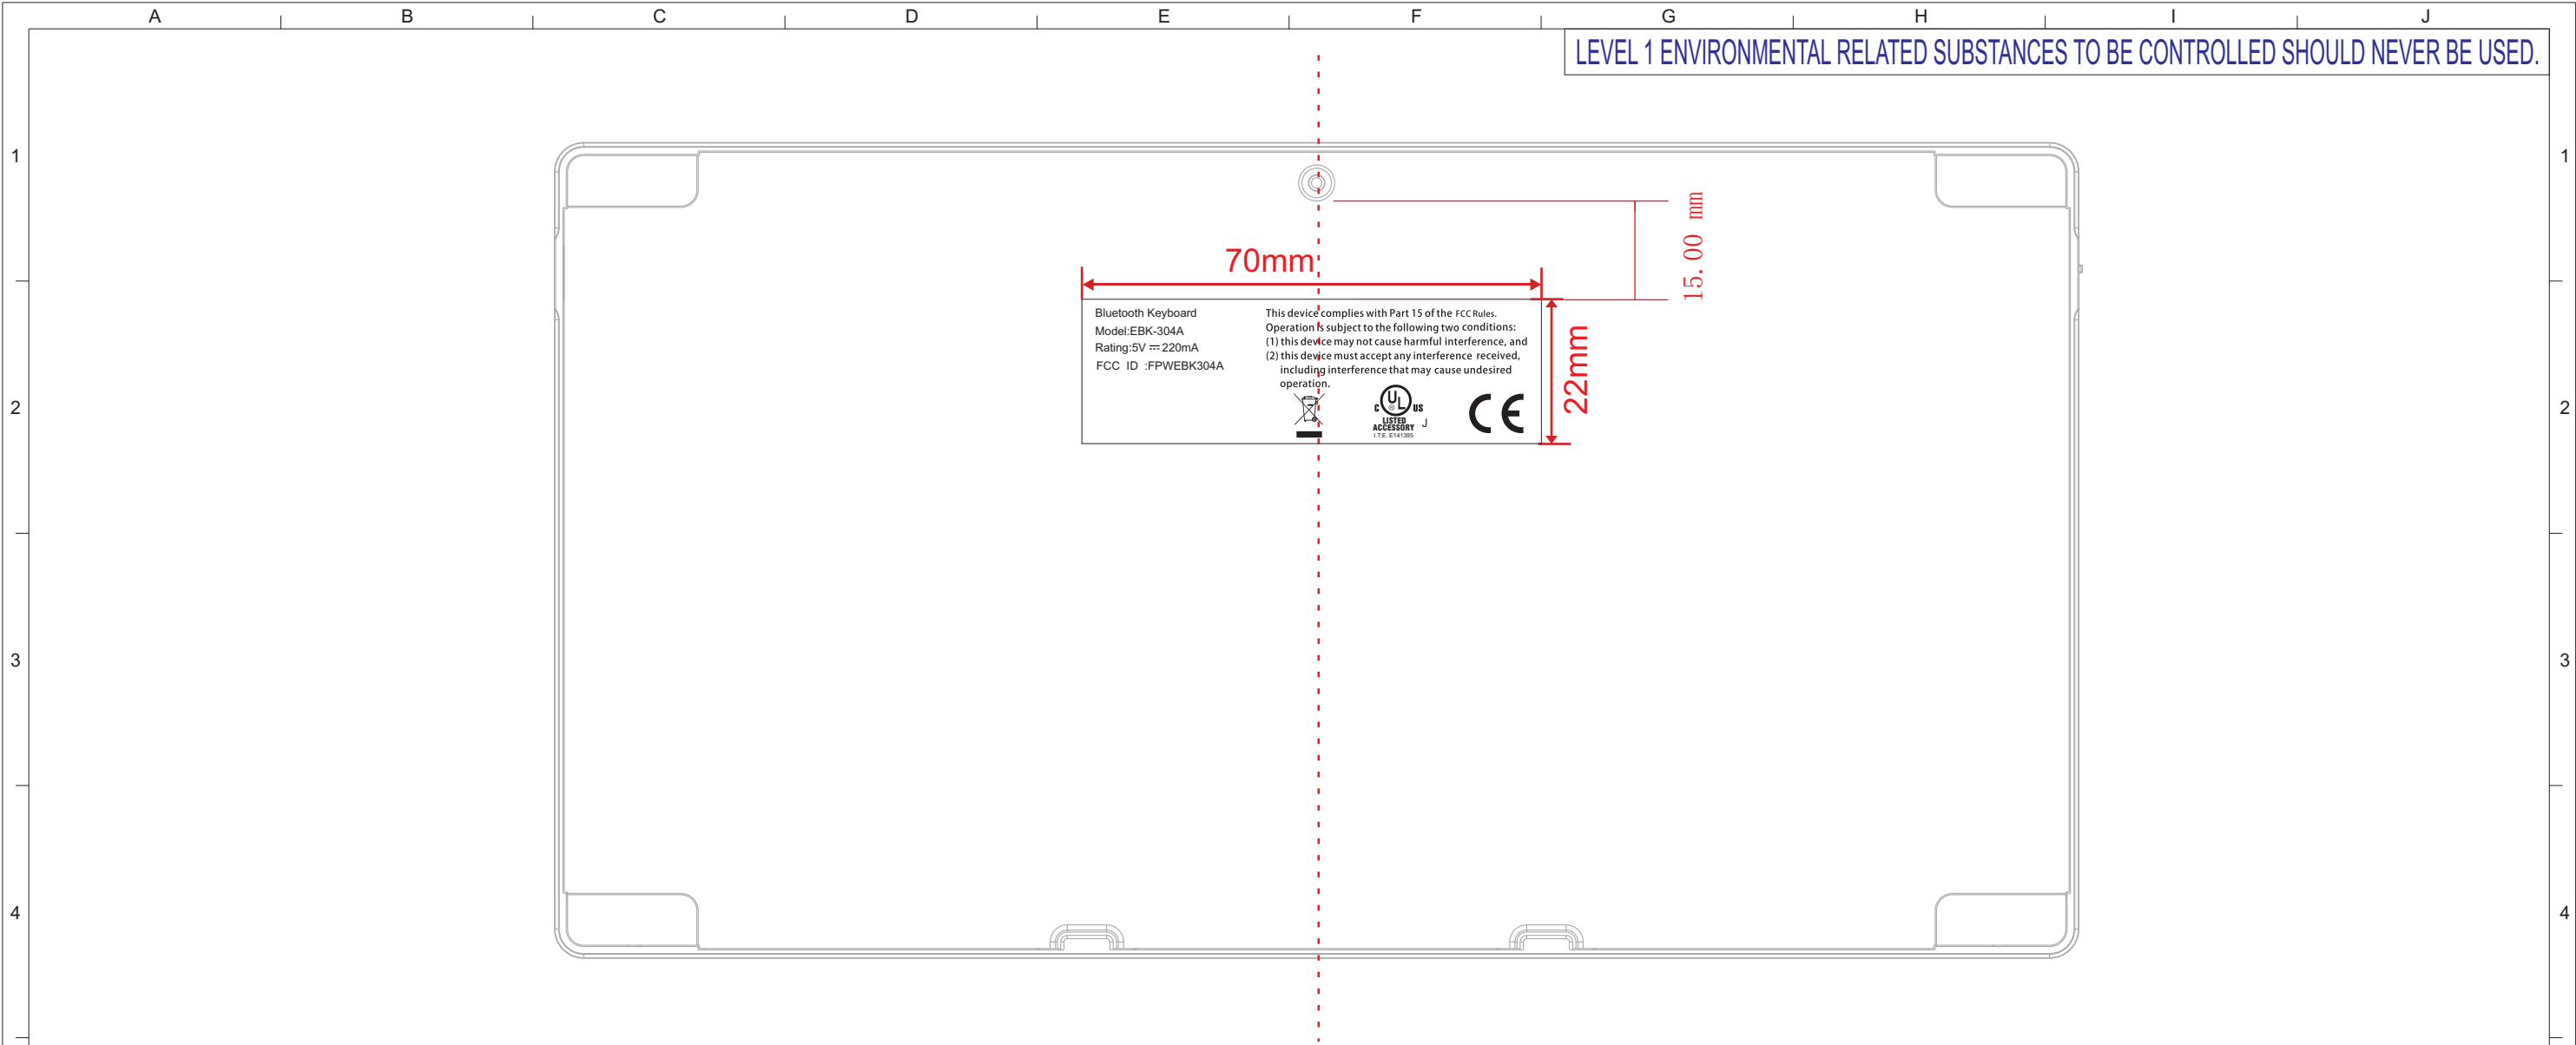 A B C D E F G H I J
LEVEL 1 ENVIRONMENTAL RELATED SUBSTANCES TO BE CONTROLLED SHOULD NEVER BE USED.
1 1
15.00 mm
70mm
Bluetooth Keyboard
Model:EBK-304A
Rating:5V ⎓ 220mA
FCC ID :FPWEBK304A
This device complies with Part 15 of the FCC Rules.
Operation is subject to the following two conditions:
(1) this device may not cause harmful interference, and
(2) this device must accept any interference received,
including interference that may cause undesired
operation.
22mm
C UL US
®
LISTED
ACCESSORY J
I.T.E. E141395
CE
2 2
3 3
4 4